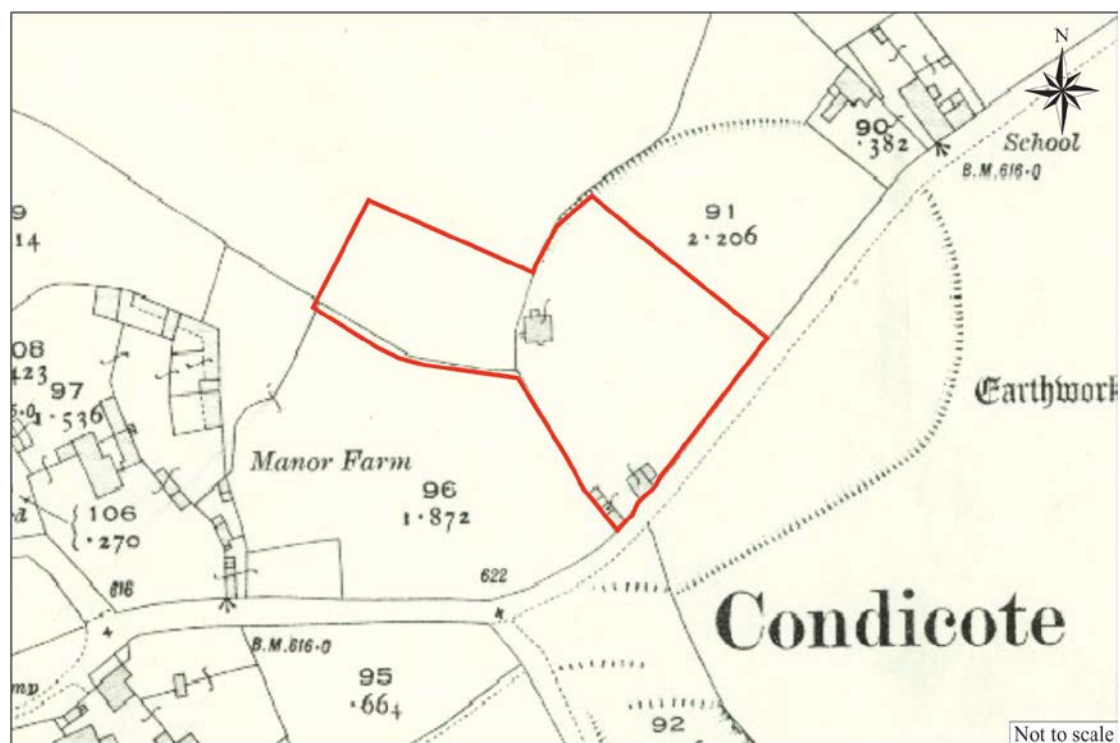 N
90
·382
School
B.M.616·0
91
2·206
14
Earthwork
08
423
97
1·536
Manor Farm
96
1·872
106
·270
616
622
B.M.616·0
Condicote
95
·664
92
Not to scale